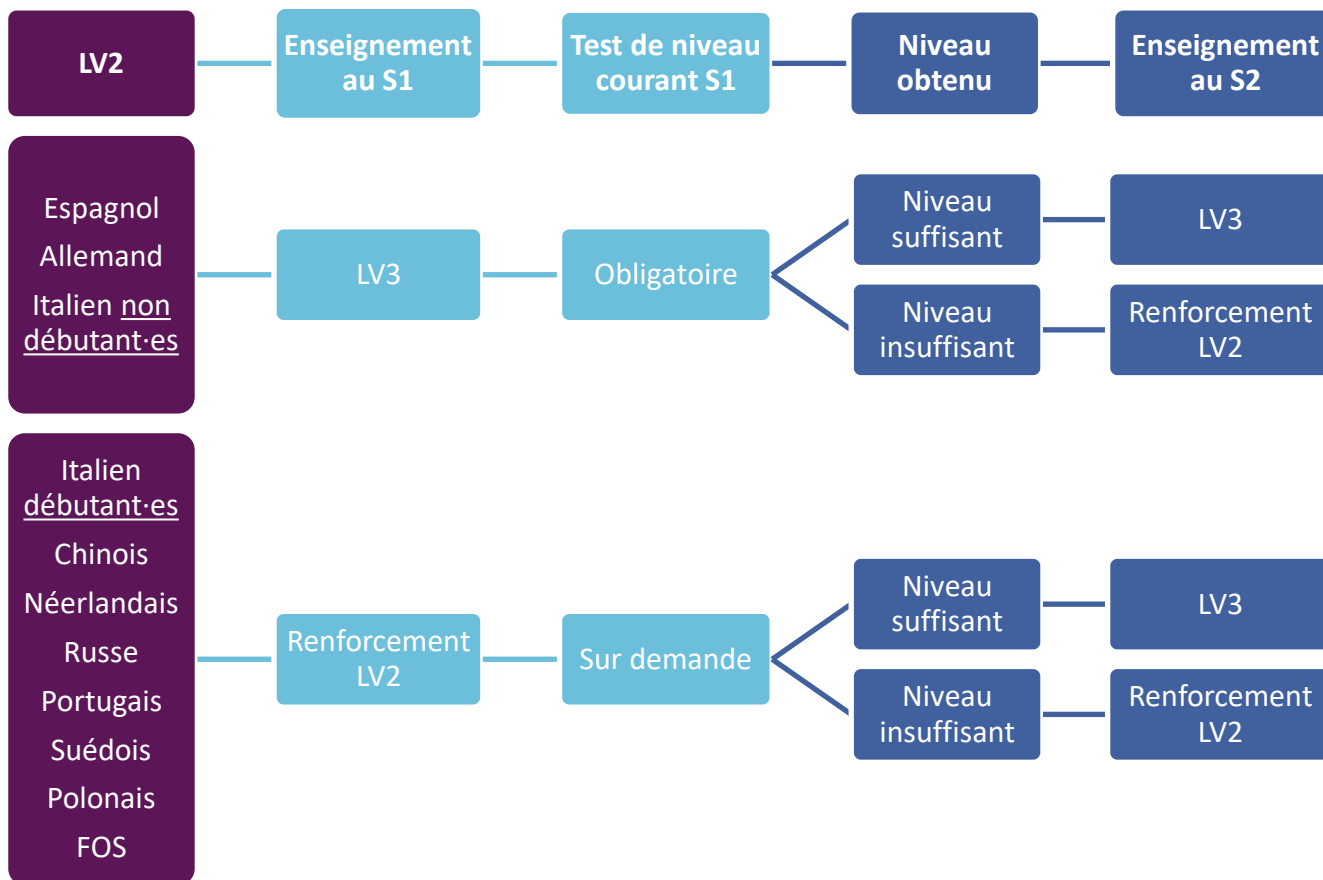 LV2
Enseignement
au S1
Test de niveau
courant S1
Niveau
obtenu
Enseignement
au S2
Espagnol
Allemand
Italien non
débutant·es
LV3
Obligatoire
Niveau
suffisant
LV3
Niveau
insuffisant
Renforcement
LV2
Italien
débutant·es
Chinois
Néerlandais
Russe
Portugais
Suédois
Polonais
FOS
Renforcement
LV2
Sur demande
Niveau
suffisant
LV3
Niveau
insuffisant
Renforcement
LV2